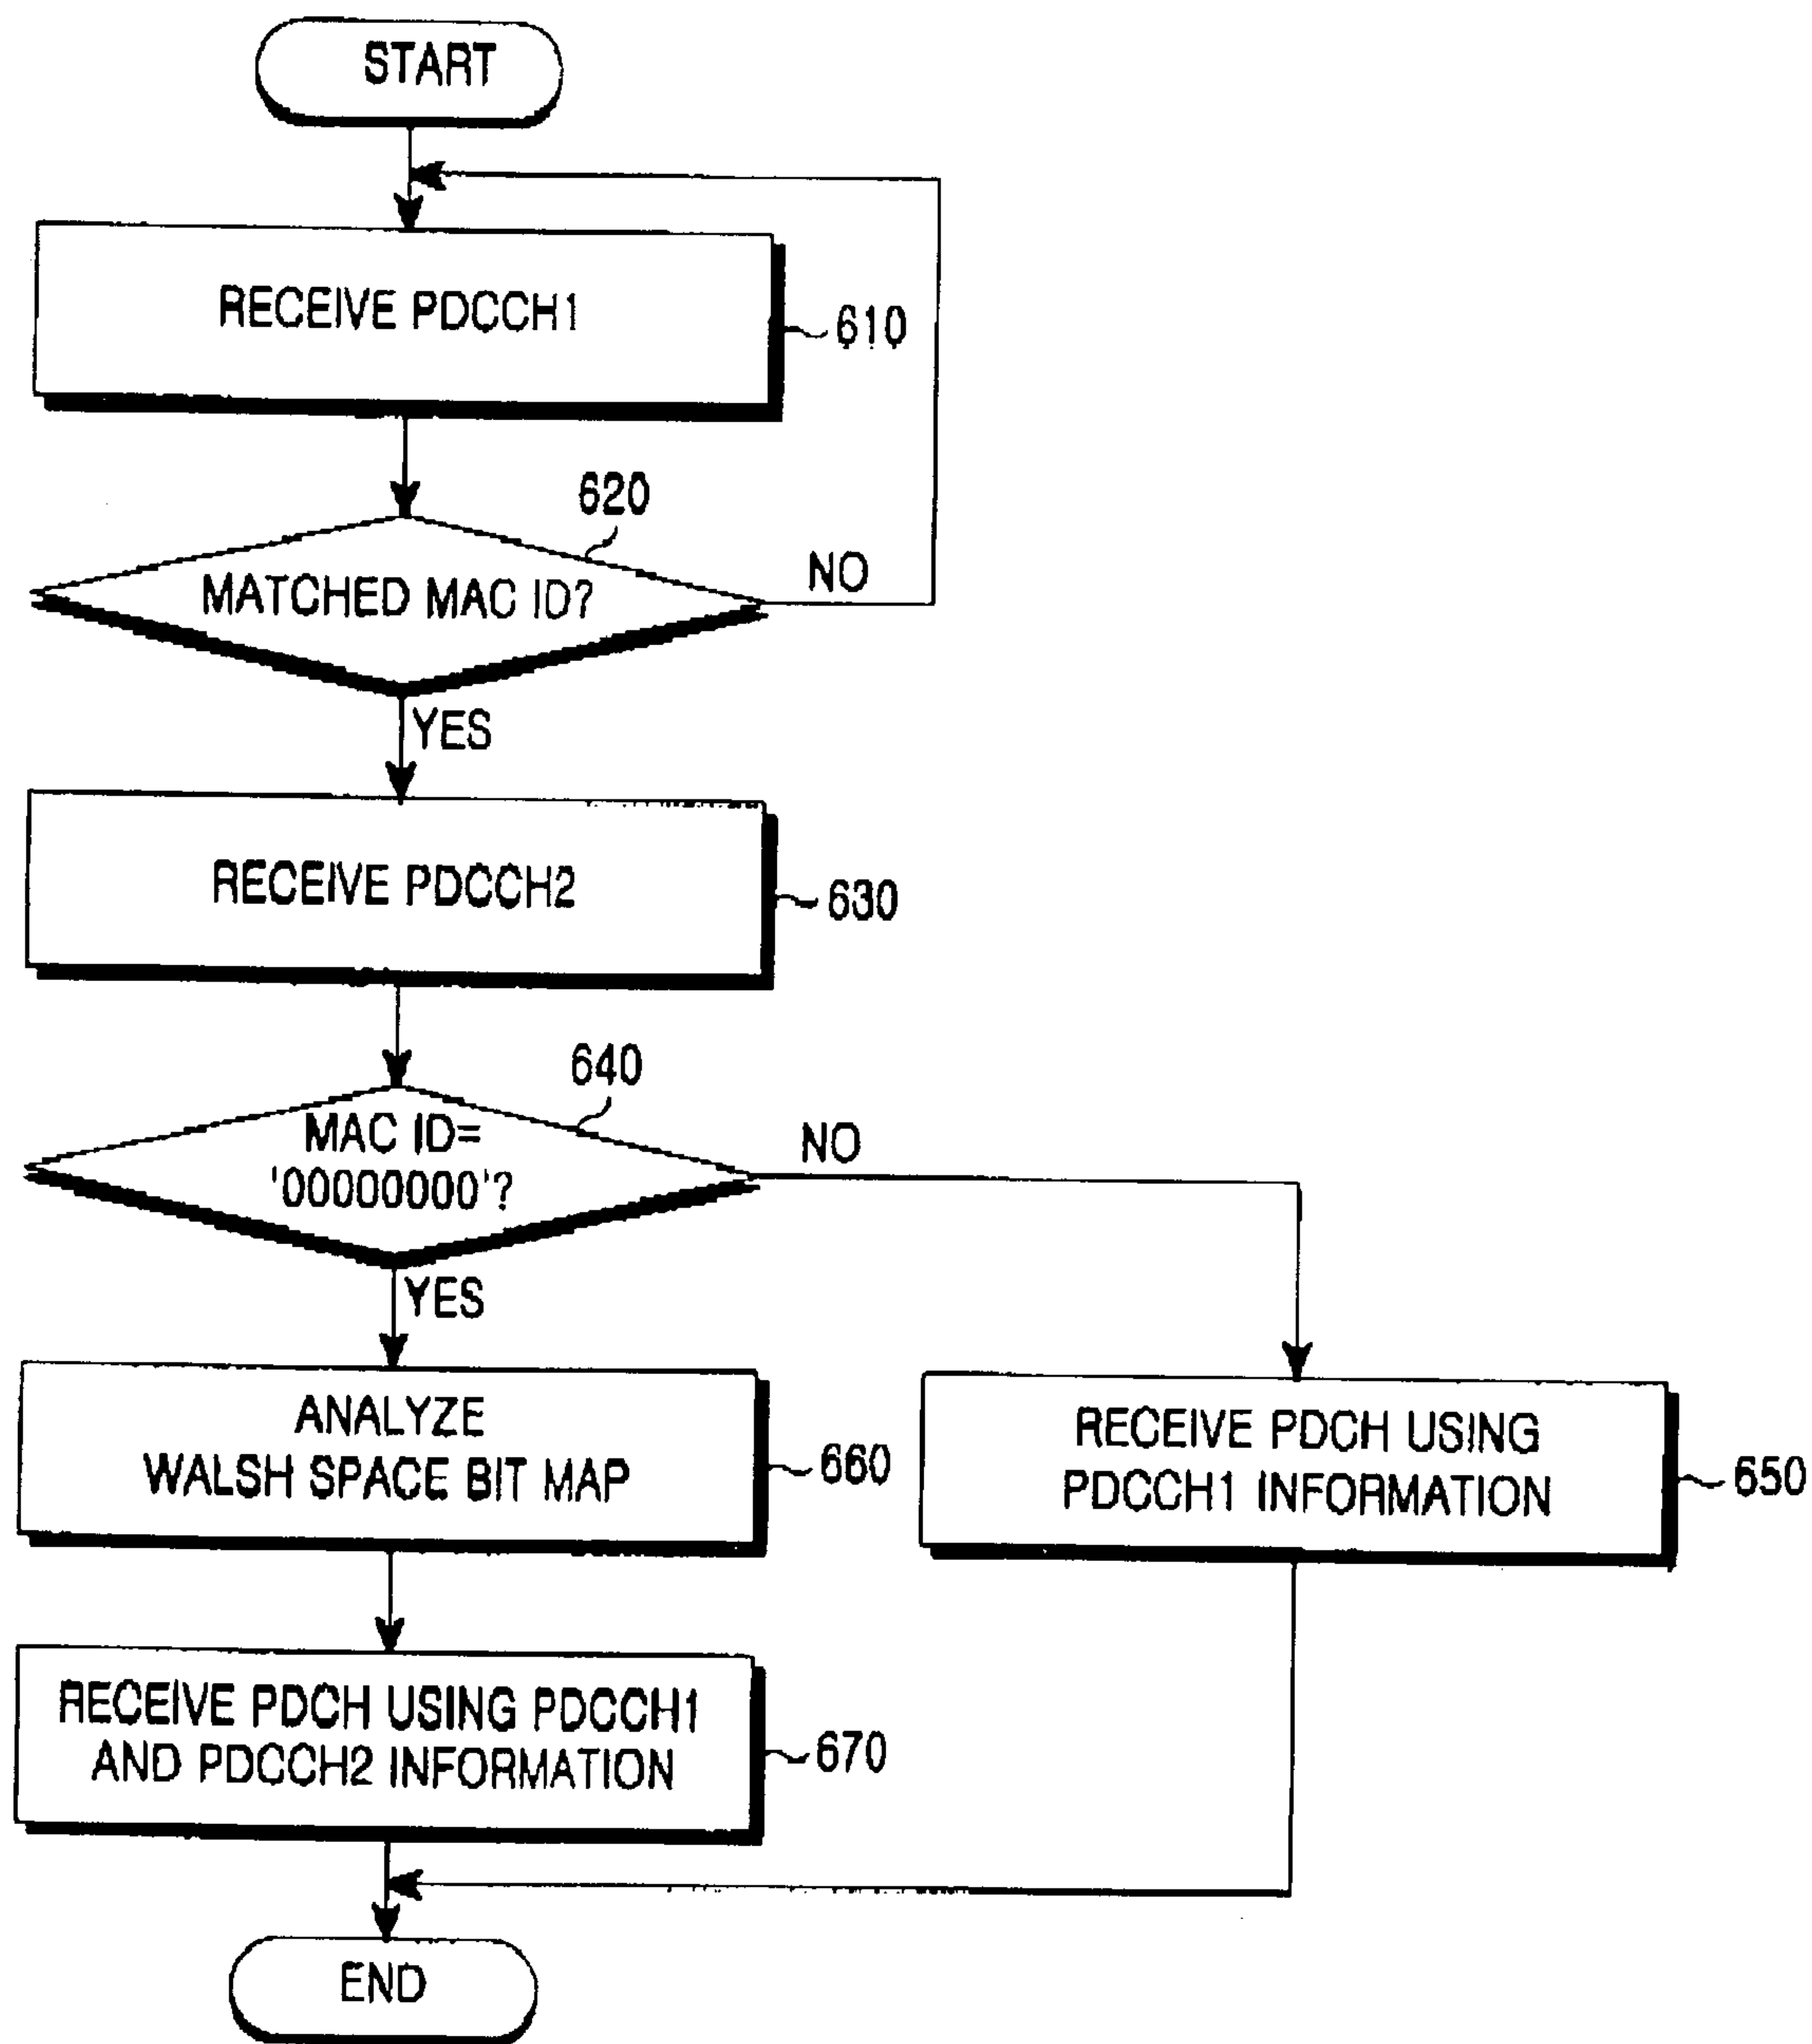 START
RECEIVE PDCCH1
610
620
MATCHED MAC ID?
NO
YES
RECEIVE PDCCH2
630
640
MAC ID=
'00000000'?
NO
YES
ANALYZE
WALSH SPACE BIT MAP
660
RECEIVE PDCH USING
PDCCH1 INFORMATION
650
RECEIVE PDCH USING PDCCH1
AND PDCCH2 INFORMATION
670
END